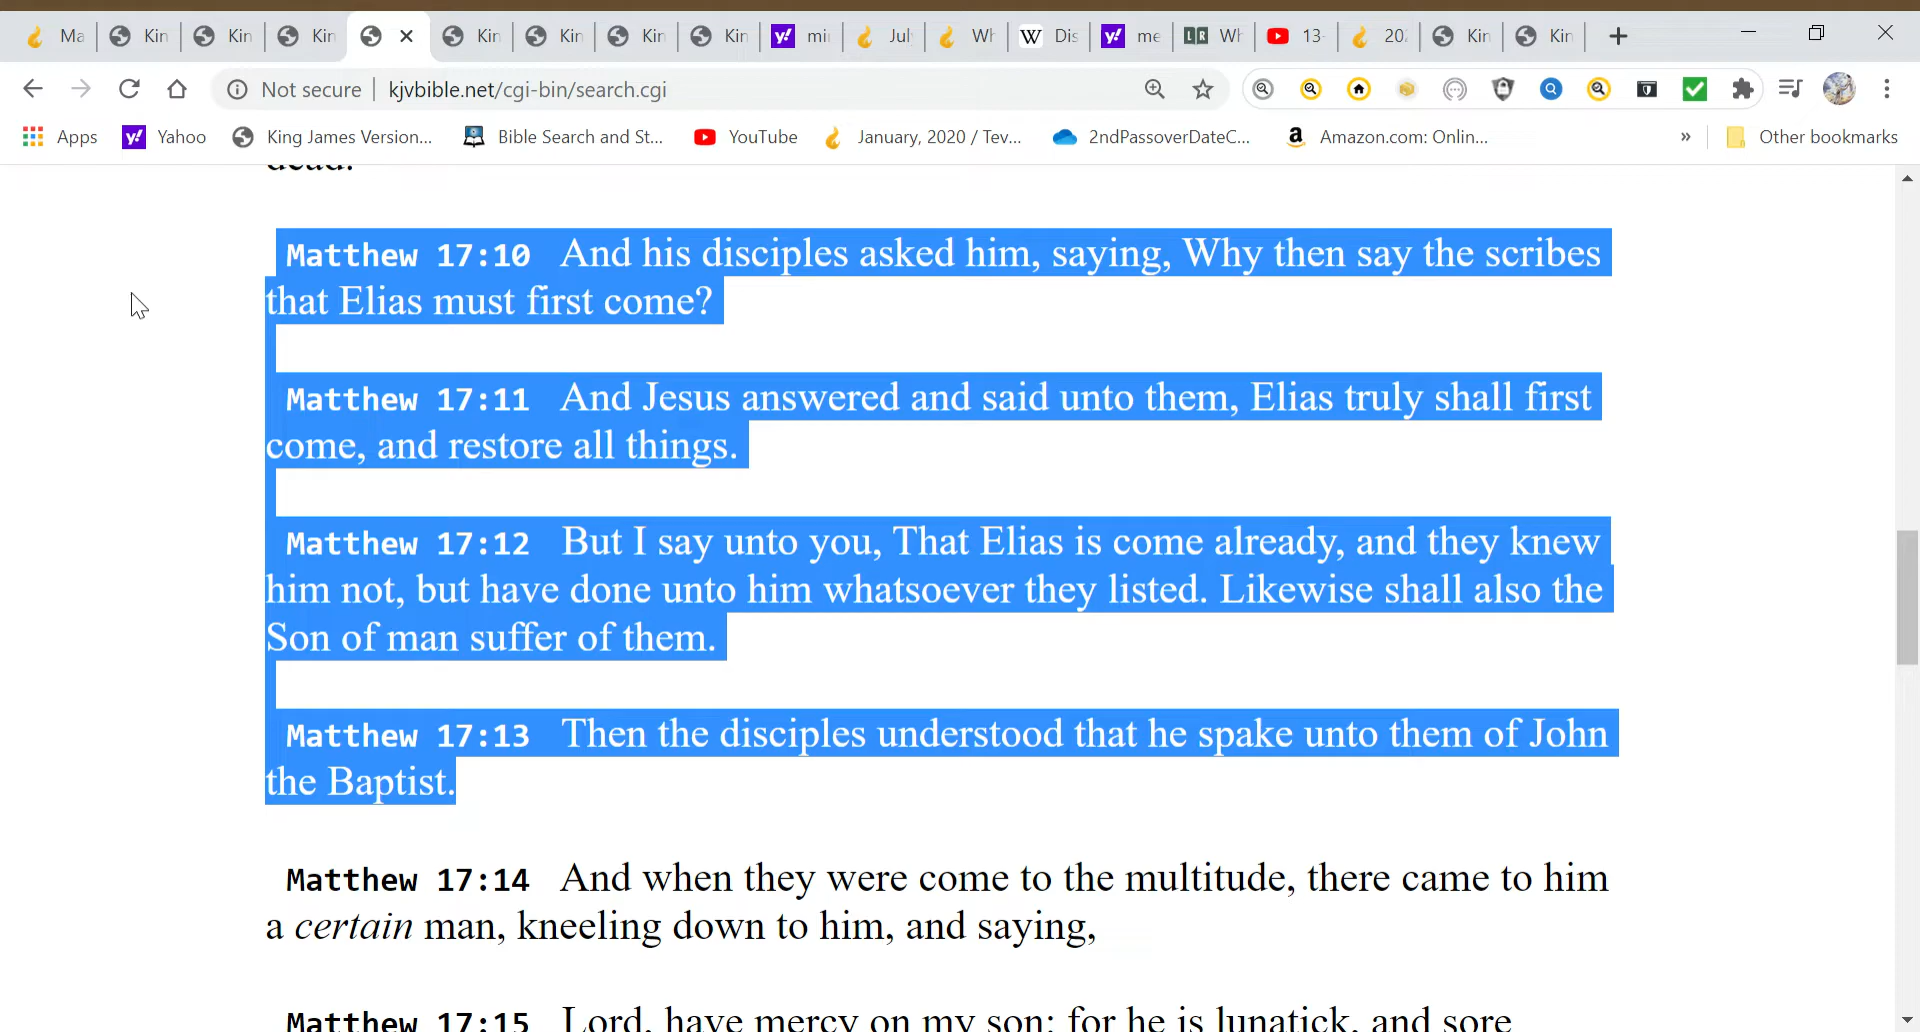 Ma Kin Kin Kin Kin Kin Kin Kin mi Jul Wh W Dis me LR Wh 13- 20 Kin Kin
Not secure kjvbible.net/cgi-bin/search.cgi
Apps Yahoo King James Version... Bible Search and St... YouTube January, 2020 / Tev... 2ndPassoverDateC... Amazon.com: Onlin... » Other bookmarks
dead.
Matthew 17:10 And his disciples asked him, saying, Why then say the scribes
that Elias must first come?
Matthew 17:11 And Jesus answered and said unto them, Elias truly shall first
come, and restore all things.
Matthew 17:12 But I say unto you, That Elias is come already, and they knew
him not, but have done unto him whatsoever they listed. Likewise shall also the
Son of man suffer of them.
Matthew 17:13 Then the disciples understood that he spake unto them of John
the Baptist.
Matthew 17:14 And when they were come to the multitude, there came to him
a certain man, kneeling down to him, and saying,
Matthew 17:15 Lord, have mercy on my son: for he is lunatick, and sore